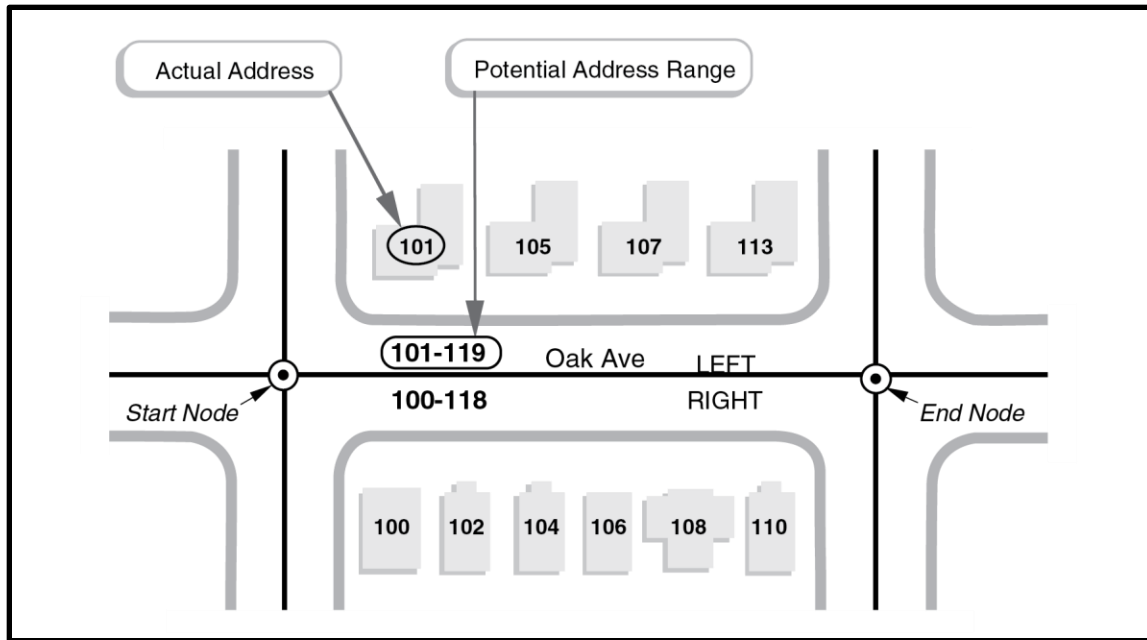 Actual Address
Potential Address Range
101
105
107
113
101-119
Oak Ave
LEFT
100-118
RIGHT
Start Node
End Node
100
102
104
106
108
110